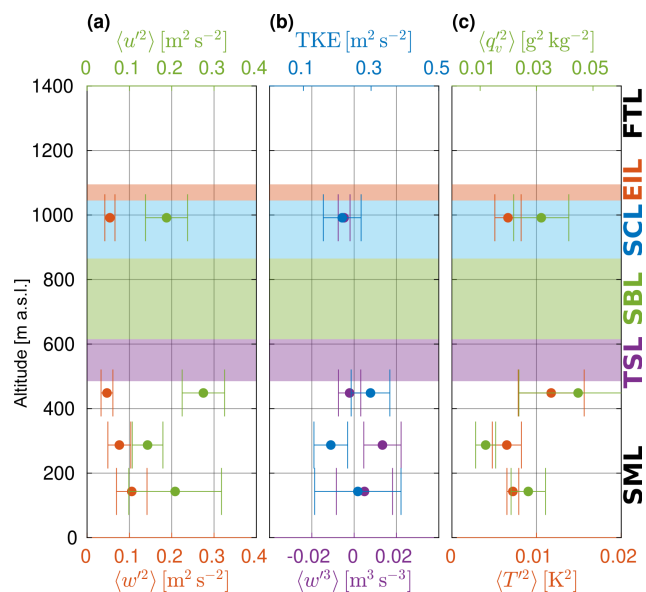 (a) (b) (c)
⟨u′²⟩ [m² s⁻²] TKE [m² s⁻²] ⟨q′ᵥ²⟩ [g² kg⁻²]
0 0.1 0.2 0.3 0.4 0.1 0.3 0.5 0.01 0.03 0.05
1400
1200
1000
800
600
400
200
0
Altitude [m a.s.l.]
FTL
EIL
SCL
SBL
TSL
SML
0 0.1 0.2 0.3 0.4 -0.02 0 0.02 0 0.01 0.02
⟨w′²⟩ [m² s⁻²] ⟨w′³⟩ [m³ s⁻³] ⟨T′²⟩ [K²]